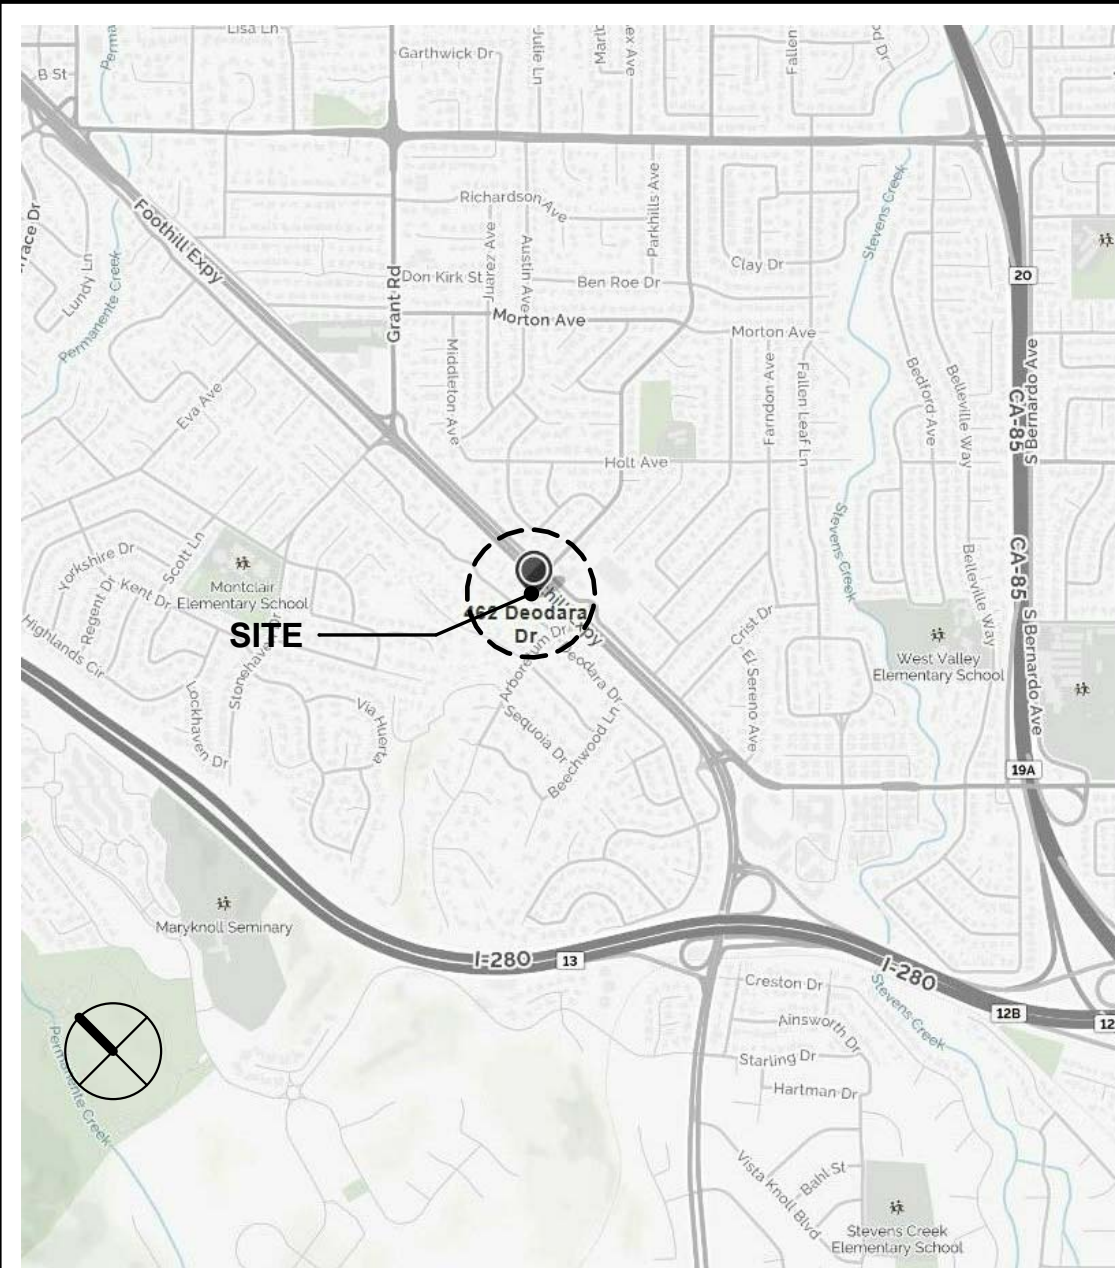 Lisa Ln
Perma
Garthwick Dr
Julie Ln
Fallen
B St
Richardson Ave
Parkhills Ave
Stevens Creek
Foothill Expy
Lundy Ln
Permanente Creek
Grant Rd
Don Kirk St
Juarez Ave
Austin Ave
Ben Roe Dr
Clay Dr
20
Morton Ave
Morton Ave
Middleton Ave
Eva Ave
Farndon Ave
Fallen Leaf Ln
Bedford Ave
Belleville Way
CA-85
S Bernardo Ave
Holt Ave
Stevens Creek
CA-85
Yorkshire Dr
Scott Ln
Regent Dr
Kent Dr
Montclair
Elementary School
Highlands Cir
SITE
462 Deodara
Dr
Arboretum Dr
Deodara Dr
Crist Dr
El Sereno Ave
Belleville Way
West Valley
Elementary School
S Bernardo Ave
Lockhaven Dr
Via Huerta
Sequoia Dr
Beechwood Ln
19A
Maryknoll Seminary
I-280
13
I-280
Creston Dr
Stevens Creek
12B
12
Ainsworth Dr
Starling Dr
Hartman Dr
Permanente Creek
Vista Knoll Blvd
Bahl St
Stevens Creek
Elementary School